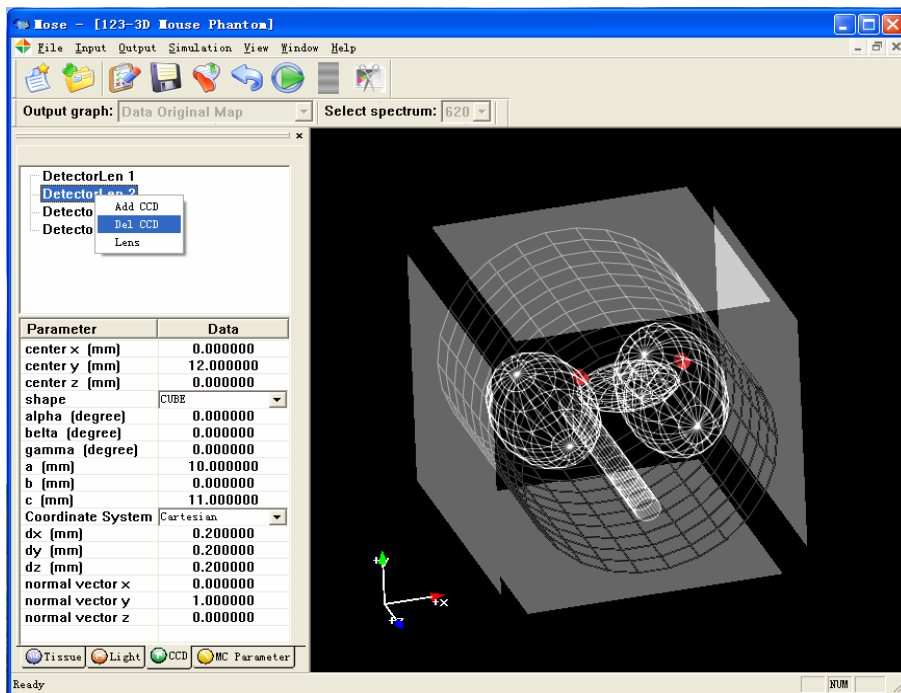 Mose - [123-3D Mouse Phantom]
File Input Output Simulation View Window Help
Output graph: Data Original Map Select spectrum: 620
DetectorLen 1
DetectorLen 2
Detecto
Detecto
Add CCD
Del CCD
Lens
Parameter Data
center x (mm) 0.000000
center y (mm) 12.000000
center z (mm) 0.000000
shape CUBE
alpha (degree) 0.000000
belta (degree) 0.000000
gamma (degree) 0.000000
a (mm) 10.000000
b (mm) 0.000000
c (mm) 11.000000
Coordinate System Cartesian
dx (mm) 0.200000
dy (mm) 0.200000
dz (mm) 0.200000
normal vector x 0.000000
normal vector y 1.000000
normal vector z 0.000000
+y
+x
+z
Tissue Light CCD MC Parameter
Ready NUM